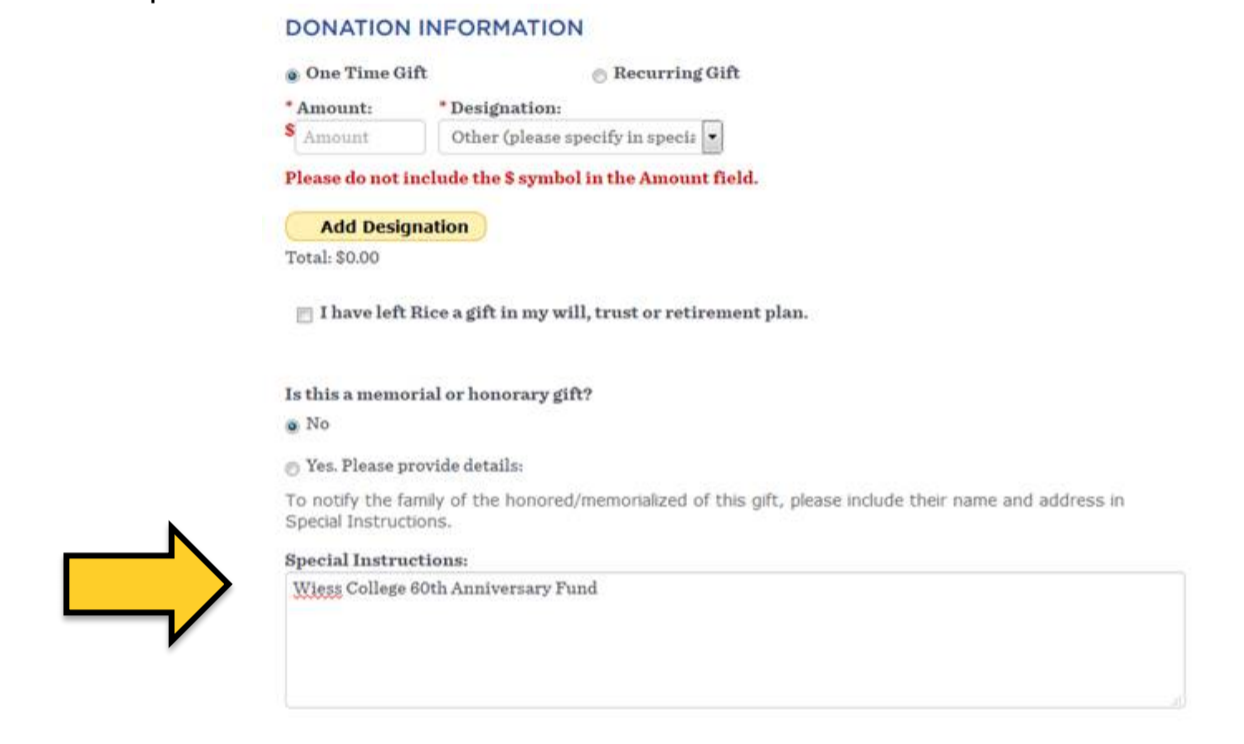 DONATION INFORMATION
One Time Gift Recurring Gift
* Amount: * Designation:
$ Amount Other (please specify in specia
Please do not include the $ symbol in the Amount field.
Add Designation
Total: $0.00
I have left Rice a gift in my will, trust or retirement plan.
Is this a memorial or honorary gift?
No
Yes. Please provide details:
To notify the family of the honored/memorialized of this gift, please include their name and address in
Special Instructions.
Special Instructions:
Wiess College 60th Anniversary Fund